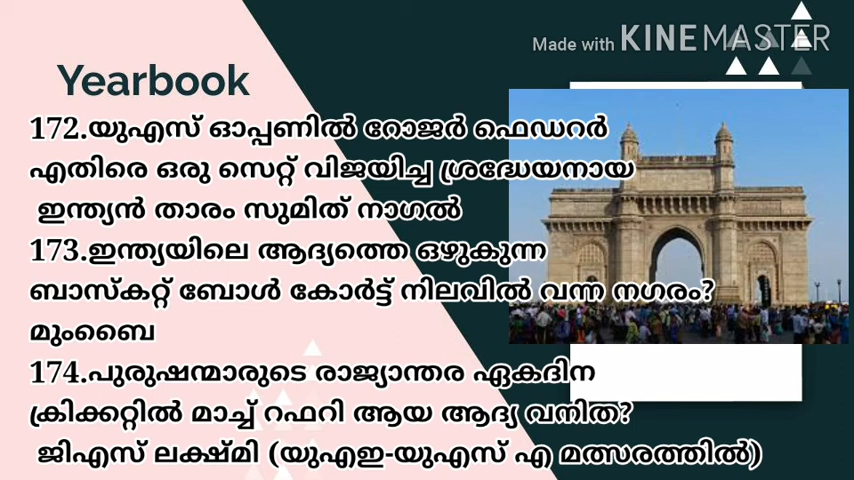 Made with KINEMASTER
Yearbook
172.യുഎസ് ഓപ്പണിൽ റോജർ ഫെഡറർ
എതിരെ ഒരു സെറ്റ് വിജയിച്ച ശ്രദ്ധേയനായ
ഇന്ത്യൻ താരം സുമിത് നാഗൽ
173.ഇന്ത്യയിലെ ആദ്യത്തെ ഒഴുകുന്ന
ബാസ്കറ്റ് ബോൾ കോർട്ട് നിലവിൽ വന്ന നഗരം?
മുംബൈ
174.പുരുഷന്മാരുടെ രാജ്യാന്തര ഏകദിന
ക്രിക്കറ്റിൽ മാച്ച് റഫറി ആയ ആദ്യ വനിത?
ജിഎസ് ലക്ഷ്മി (യുഎഇ-യുഎസ് എ മത്സരത്തിൽ)